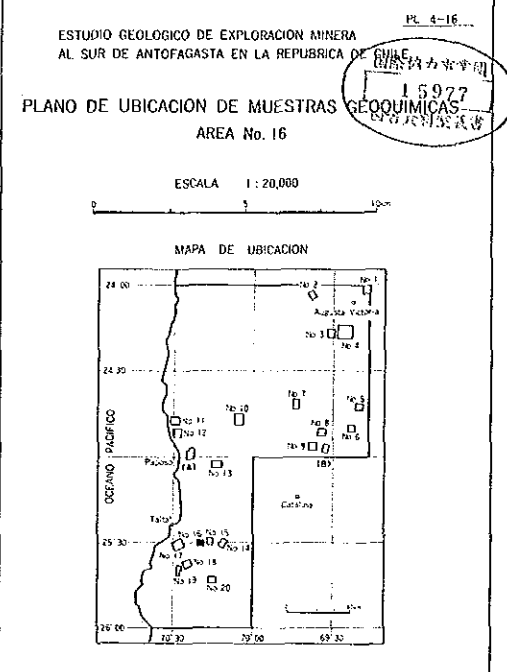 PL 4-16
ESTUDIO GEOLOGICO DE EXPLORACION MINERA
AL SUR DE ANTOFAGASTA EN LA REPUBRICA DE CHILE
15977
PLANO DE UBICACION DE MUESTRAS GEOQUIMICAS
AREA No. 16
ESCALA 1 : 20,000
0 5 10cm
MAPA DE UBICACION
24°00'
No 2
No 1
Augusta Victoria
No 3
No 4
24°30'
No 7
No 5
No 10
No 11
No 8
No 6
No 12
OCEANO PACIFICO
Paposo
(A)
No 13
No 9
(B)
Catalina
Taltal
25°30'
No 16
No 15
No 14
No 17
No 18
No 19
No 20
26°00'
70°30'
70°00'
69°30'